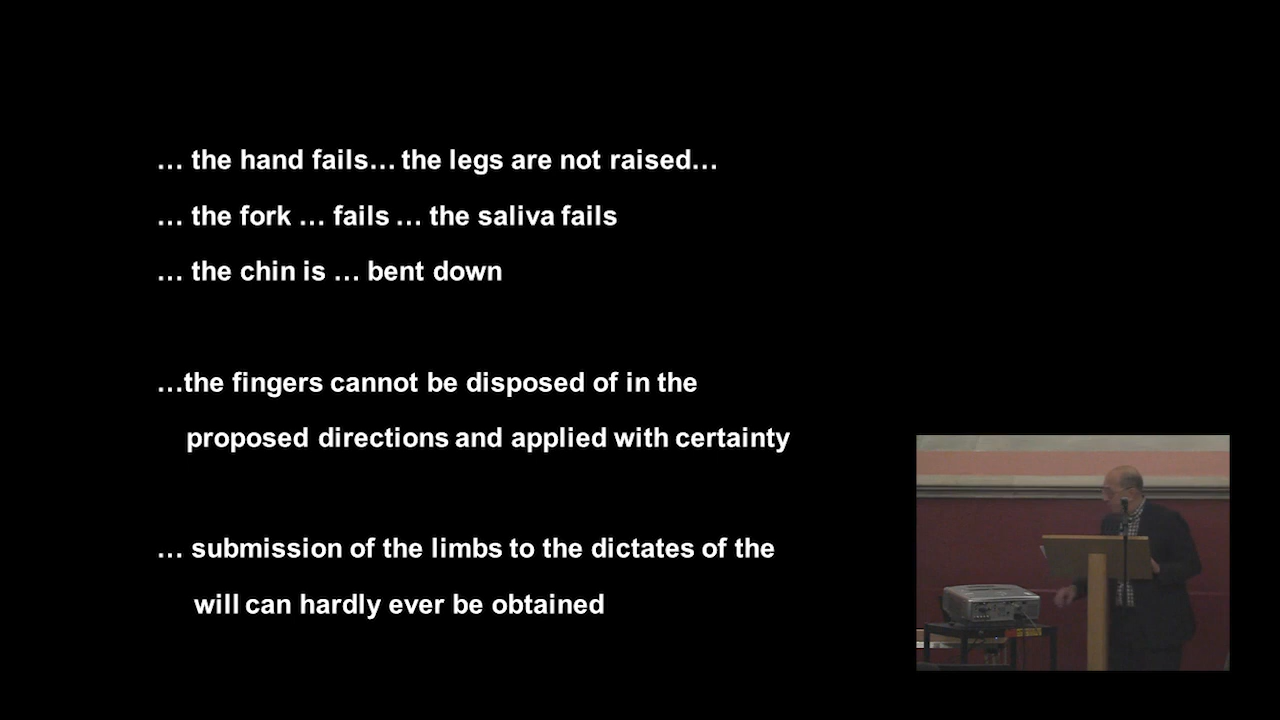 … the hand fails… the legs are not raised…
… the fork … fails … the saliva fails
… the chin is … bent down
…the fingers cannot be disposed of in the
proposed directions and applied with certainty
… submission of the limbs to the dictates of the
will can hardly ever be obtained